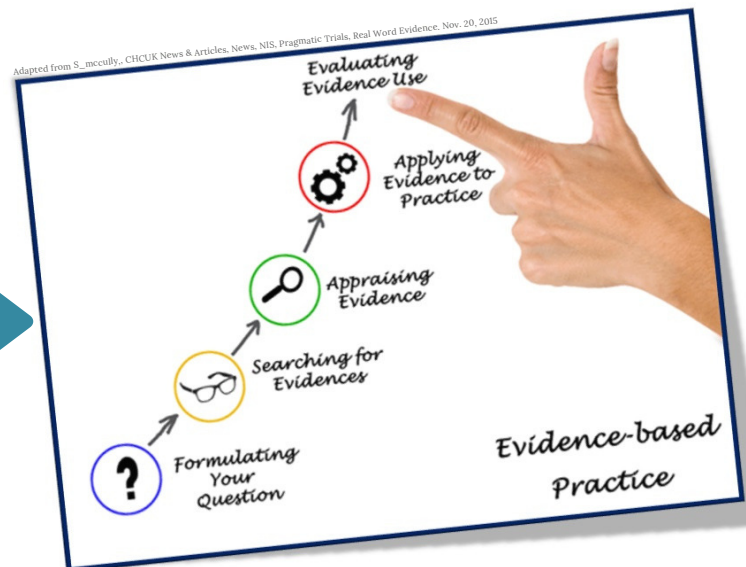 Adapted from S_mccully,. CHCUK News & Articles, News, NIS, Pragmatic Trials, Real Word Evidence. Nov. 20, 2015
Evaluating
Evidence Use
Applying
Evidence to
Practice
Appraising
Evidence
Searching for
Evidences
Formulating
Your
Question
?
Evidence-based
Practice